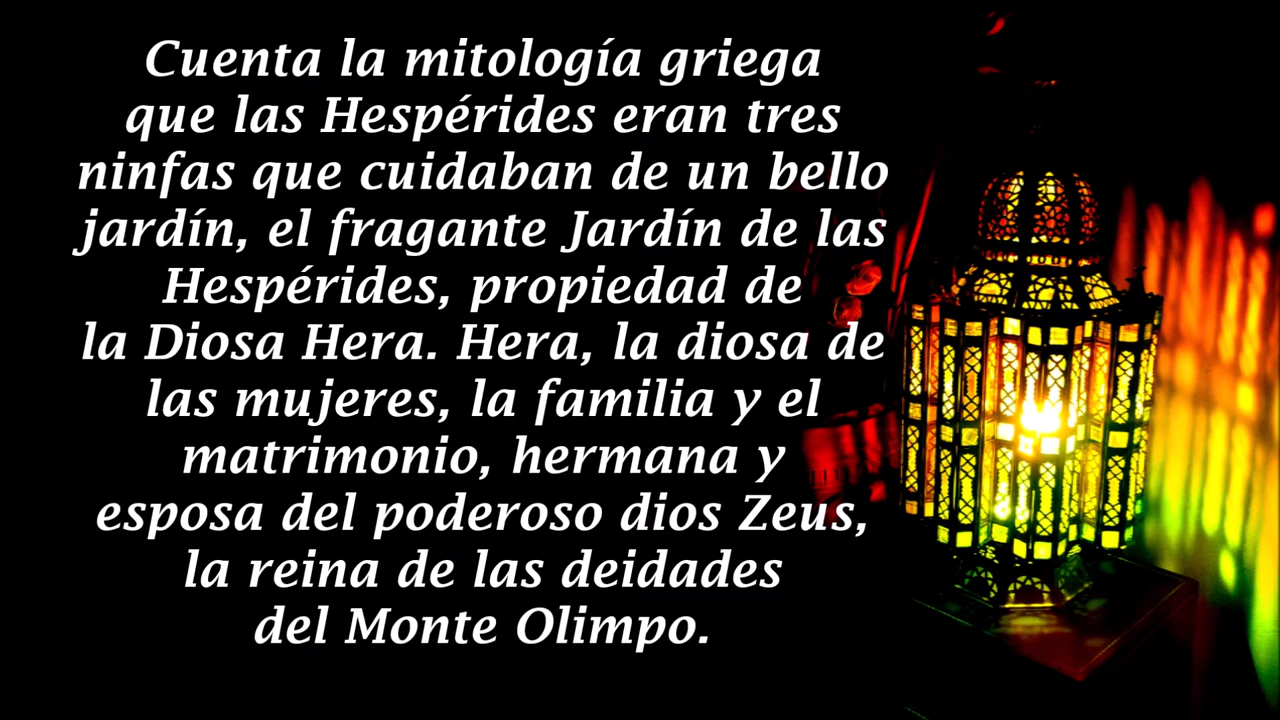 Cuenta la mitología griega
que las Hespérides eran tres
ninfas que cuidaban de un bello
jardín, el fragante Jardín de las
Hespérides, propiedad de
la Diosa Hera. Hera, la diosa de
las mujeres, la familia y el
matrimonio, hermana y
esposa del poderoso dios Zeus,
la reina de las deidades
del Monte Olimpo.